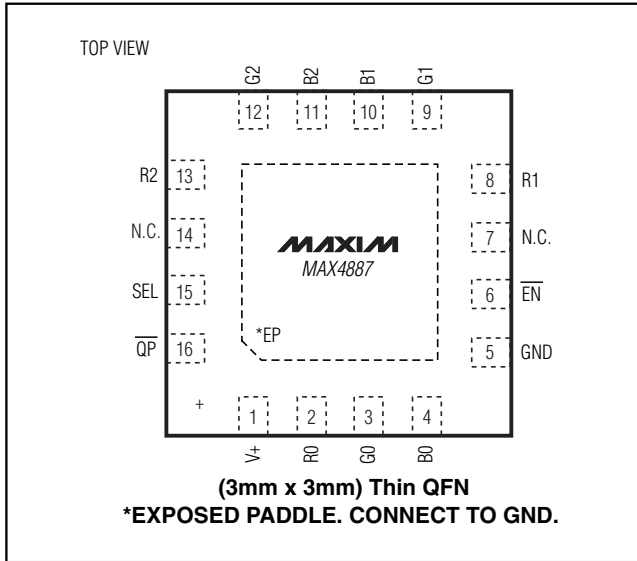 TOP VIEW
G2 B2 B1 G1
12 11 10 9
R2 13 8 R1
N.C. 14 7 N.C.
MAXIM
MAX4887
SEL 15 6 E̅N̅
*EP
Q̅P̅ 16 5 GND
+ 1 2 3 4
V+ R0 G0 B0
(3mm x 3mm) Thin QFN
*EXPOSED PADDLE. CONNECT TO GND.